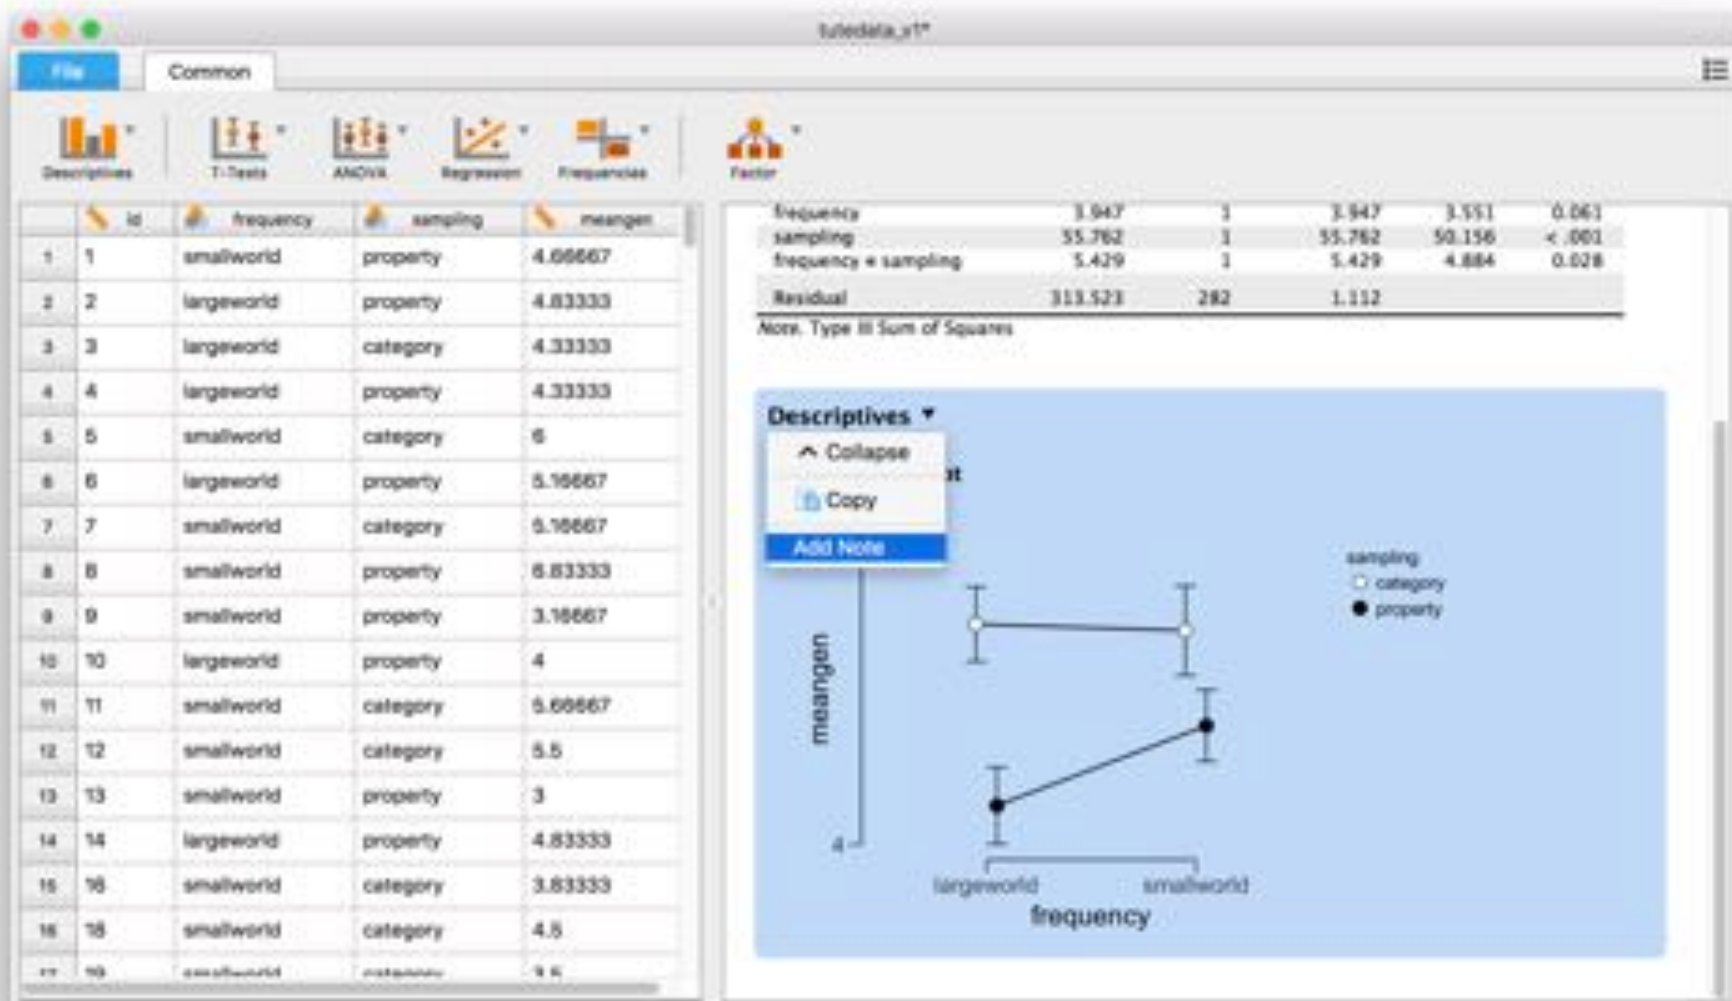 tutedata_v1*
File Common
Descriptives T-Tests ANOVA Regression Frequencies Factor
id frequency sampling meangen
1 1 smallworld property 4.66667
2 2 largeworld property 4.83333
3 3 largeworld category 4.33333
4 4 largeworld property 4.33333
5 5 smallworld category 6
6 6 largeworld property 5.16667
7 7 smallworld category 5.16667
8 8 smallworld property 6.83333
9 9 smallworld property 3.16667
10 10 largeworld property 4
11 11 smallworld category 5.66667
12 12 smallworld category 5.5
13 13 smallworld property 3
14 14 largeworld property 4.83333
15 16 smallworld category 3.83333
16 18 smallworld category 4.5
17 19 smallworld category 3.5
frequency 3.947 1 3.947 3.551 0.061
sampling 55.762 1 55.762 50.156 < .001
frequency * sampling 5.429 1 5.429 4.884 0.028
Residual 313.523 282 1.112
Note. Type III Sum of Squares
Descriptives
Collapse
Copy
Add Note
sampling
category
property
meangen
4
largeworld smallworld
frequency